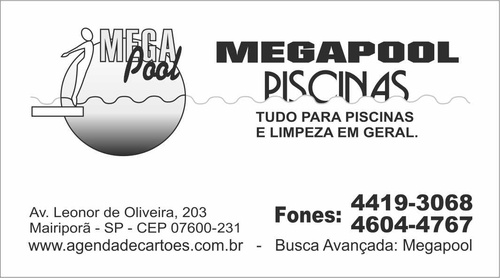 MEGA
Pool
MEGAPOOL
PISCINAS
TUDO PARA PISCINAS
E LIMPEZA EM GERAL.
Av. Leonor de Oliveira, 203
Mairiporã - SP - CEP 07600-231
Fones: 4419-3068
4604-4767
www.agendadecartoes.com.br - Busca Avançada: Megapool